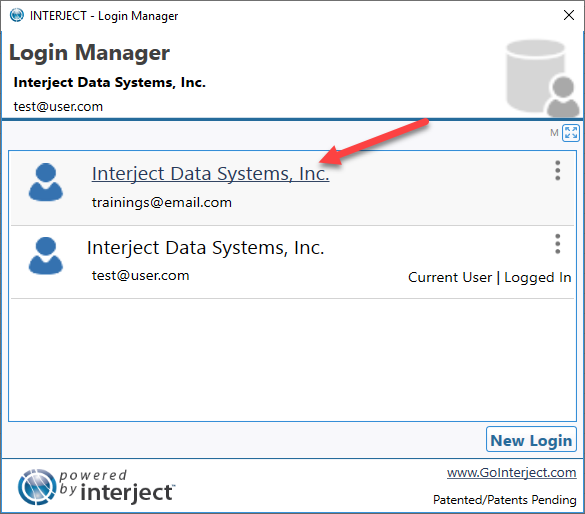 INTERJECT - Login Manager
Login Manager
Interject Data Systems, Inc.
test@user.com
M
Interject Data Systems, Inc.
trainings@email.com
Interject Data Systems, Inc.
test@user.com
Current User | Logged In
New Login
powered by interject™
www.GoInterject.com
Patented/Patents Pending